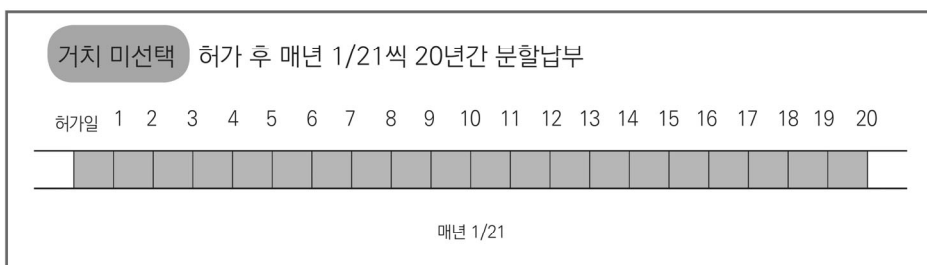 거치 미선택 허가 후 매년 1/21씩 20년간 분할납부
허가일 1 2 3 4 5 6 7 8 9 10 11 12 13 14 15 16 17 18 19 20
매년 1/21